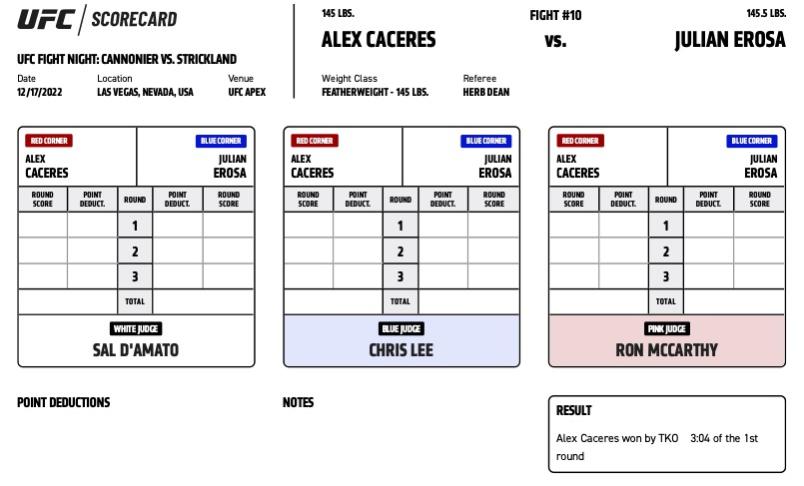 UFC / SCORECARD
UFC FIGHT NIGHT: CANNONIER VS. STRICKLAND
Date Location Venue
12/17/2022 LAS VEGAS, NEVADA, USA UFC APEX
145 LBS. FIGHT #10 145.5 LBS.
ALEX CACERES VS. JULIAN EROSA
Weight Class Referee
FEATHERWEIGHT - 145 LBS. HERB DEAN
RED CORNER BLUE CORNER
ALEX JULIAN
CACERES EROSA
ROUND SCORE POINT DEDUCT. ROUND POINT DEDUCT. ROUND SCORE
1
2
3
TOTAL
WHITE JUDGE
SAL D'AMATO
RED CORNER BLUE CORNER
ALEX JULIAN
CACERES EROSA
ROUND SCORE POINT DEDUCT. ROUND POINT DEDUCT. ROUND SCORE
1
2
3
TOTAL
BLUE JUDGE
CHRIS LEE
RED CORNER BLUE CORNER
ALEX JULIAN
CACERES EROSA
ROUND SCORE POINT DEDUCT. ROUND POINT DEDUCT. ROUND SCORE
1
2
3
TOTAL
PINK JUDGE
RON MCCARTHY
POINT DEDUCTIONS
NOTES
RESULT
Alex Caceres won by TKO 3:04 of the 1st
round